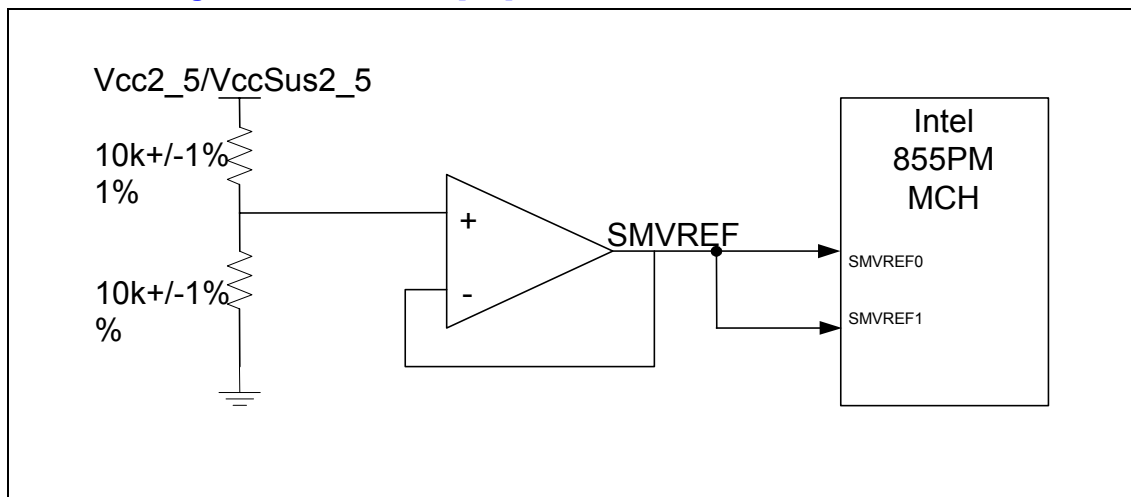 Vcc2_5/VccSus2_5
10k+/-1%
1%
10k+/-1%
%
+
-
SMVREF
Intel
855PM
MCH
SMVREF0
SMVREF1